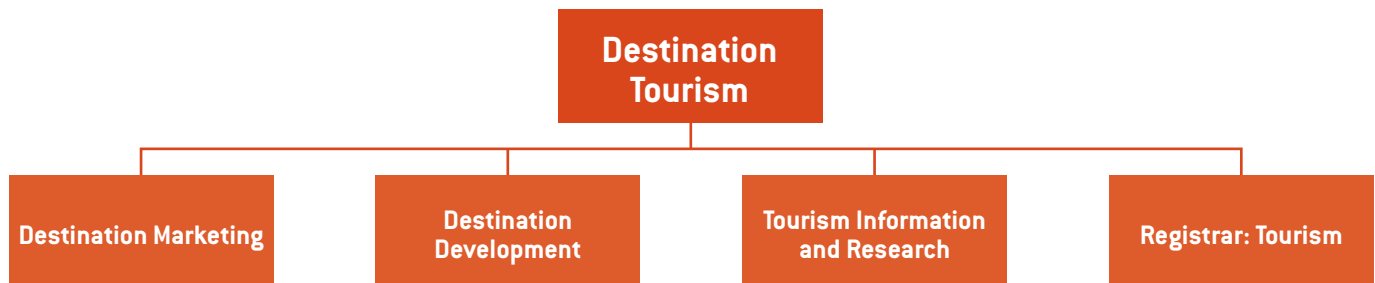 Destination
Tourism
Destination Marketing
Destination
Development
Tourism Information
and Research
Registrar: Tourism